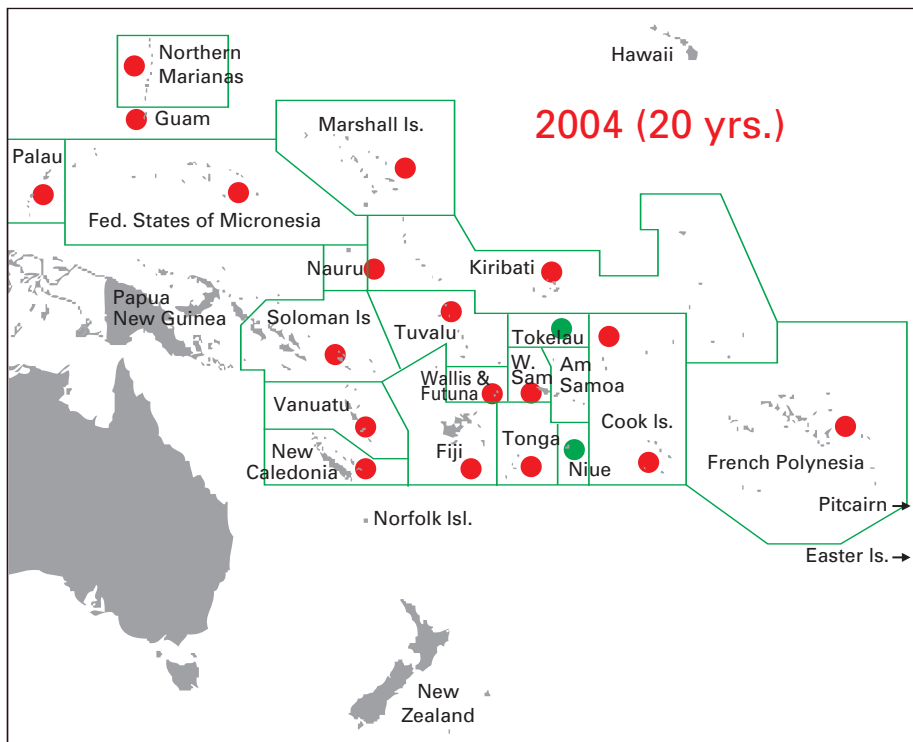 Northern
Marianas
Hawaii
Guam
Marshall Is.
2004 (20 yrs.)
Palau
Fed. States of Micronesia
Nauru
Kiribati
Papua
New Guinea
Soloman Is
Tuvalu
Tokelau
W.
Sam
Am
Samoa
Wallis &
Futuna
Vanuatu
Cook Is.
New
Caledonia
Fiji
Tonga
Niue
French Polynesia
Pitcairn
Norfolk Isl.
Easter Is.
New
Zealand